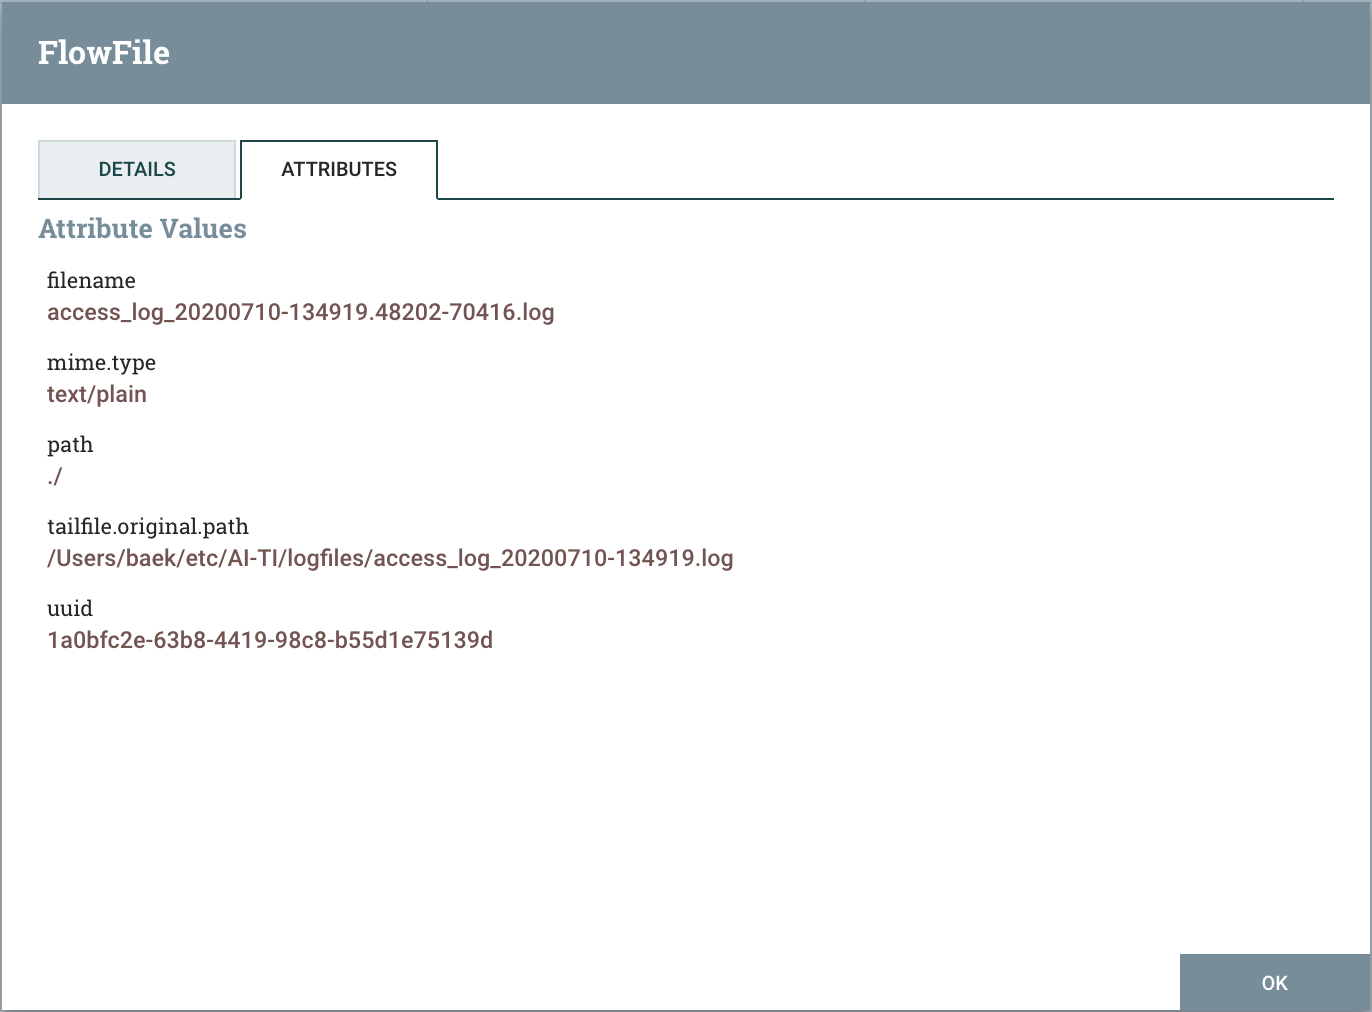 FlowFile
DETAILS
ATTRIBUTES
Attribute Values
filename
access_log_20200710-134919.48202-70416.log
mime.type
text/plain
path
./
tailfile.original.path
/Users/baek/etc/AI-TI/logfiles/access_log_20200710-134919.log
uuid
1a0bfc2e-63b8-4419-98c8-b55d1e75139d
OK